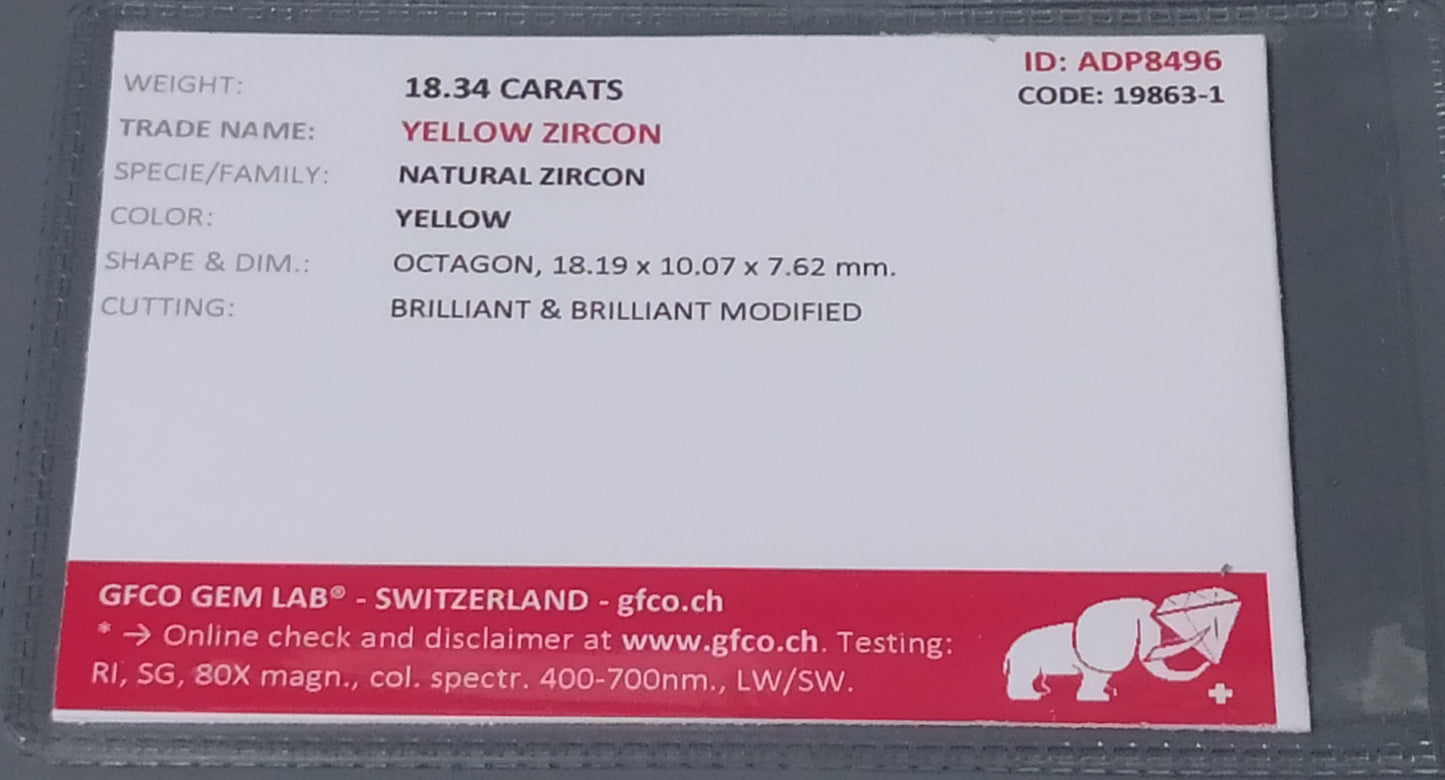 ID: ADP8496
CODE: 19863-1
WEIGHT: 18.34 CARATS
TRADE NAME: YELLOW ZIRCON
SPECIE/FAMILY: NATURAL ZIRCON
COLOR: YELLOW
SHAPE & DIM.: OCTAGON, 18.19 x 10.07 x 7.62 mm.
CUTTING: BRILLIANT & BRILLIANT MODIFIED
GFCO GEM LAB® - SWITZERLAND - gfco.ch
* → Online check and disclaimer at www.gfco.ch. Testing:
RI, SG, 80X magn., col. spectr. 400-700nm., LW/SW.